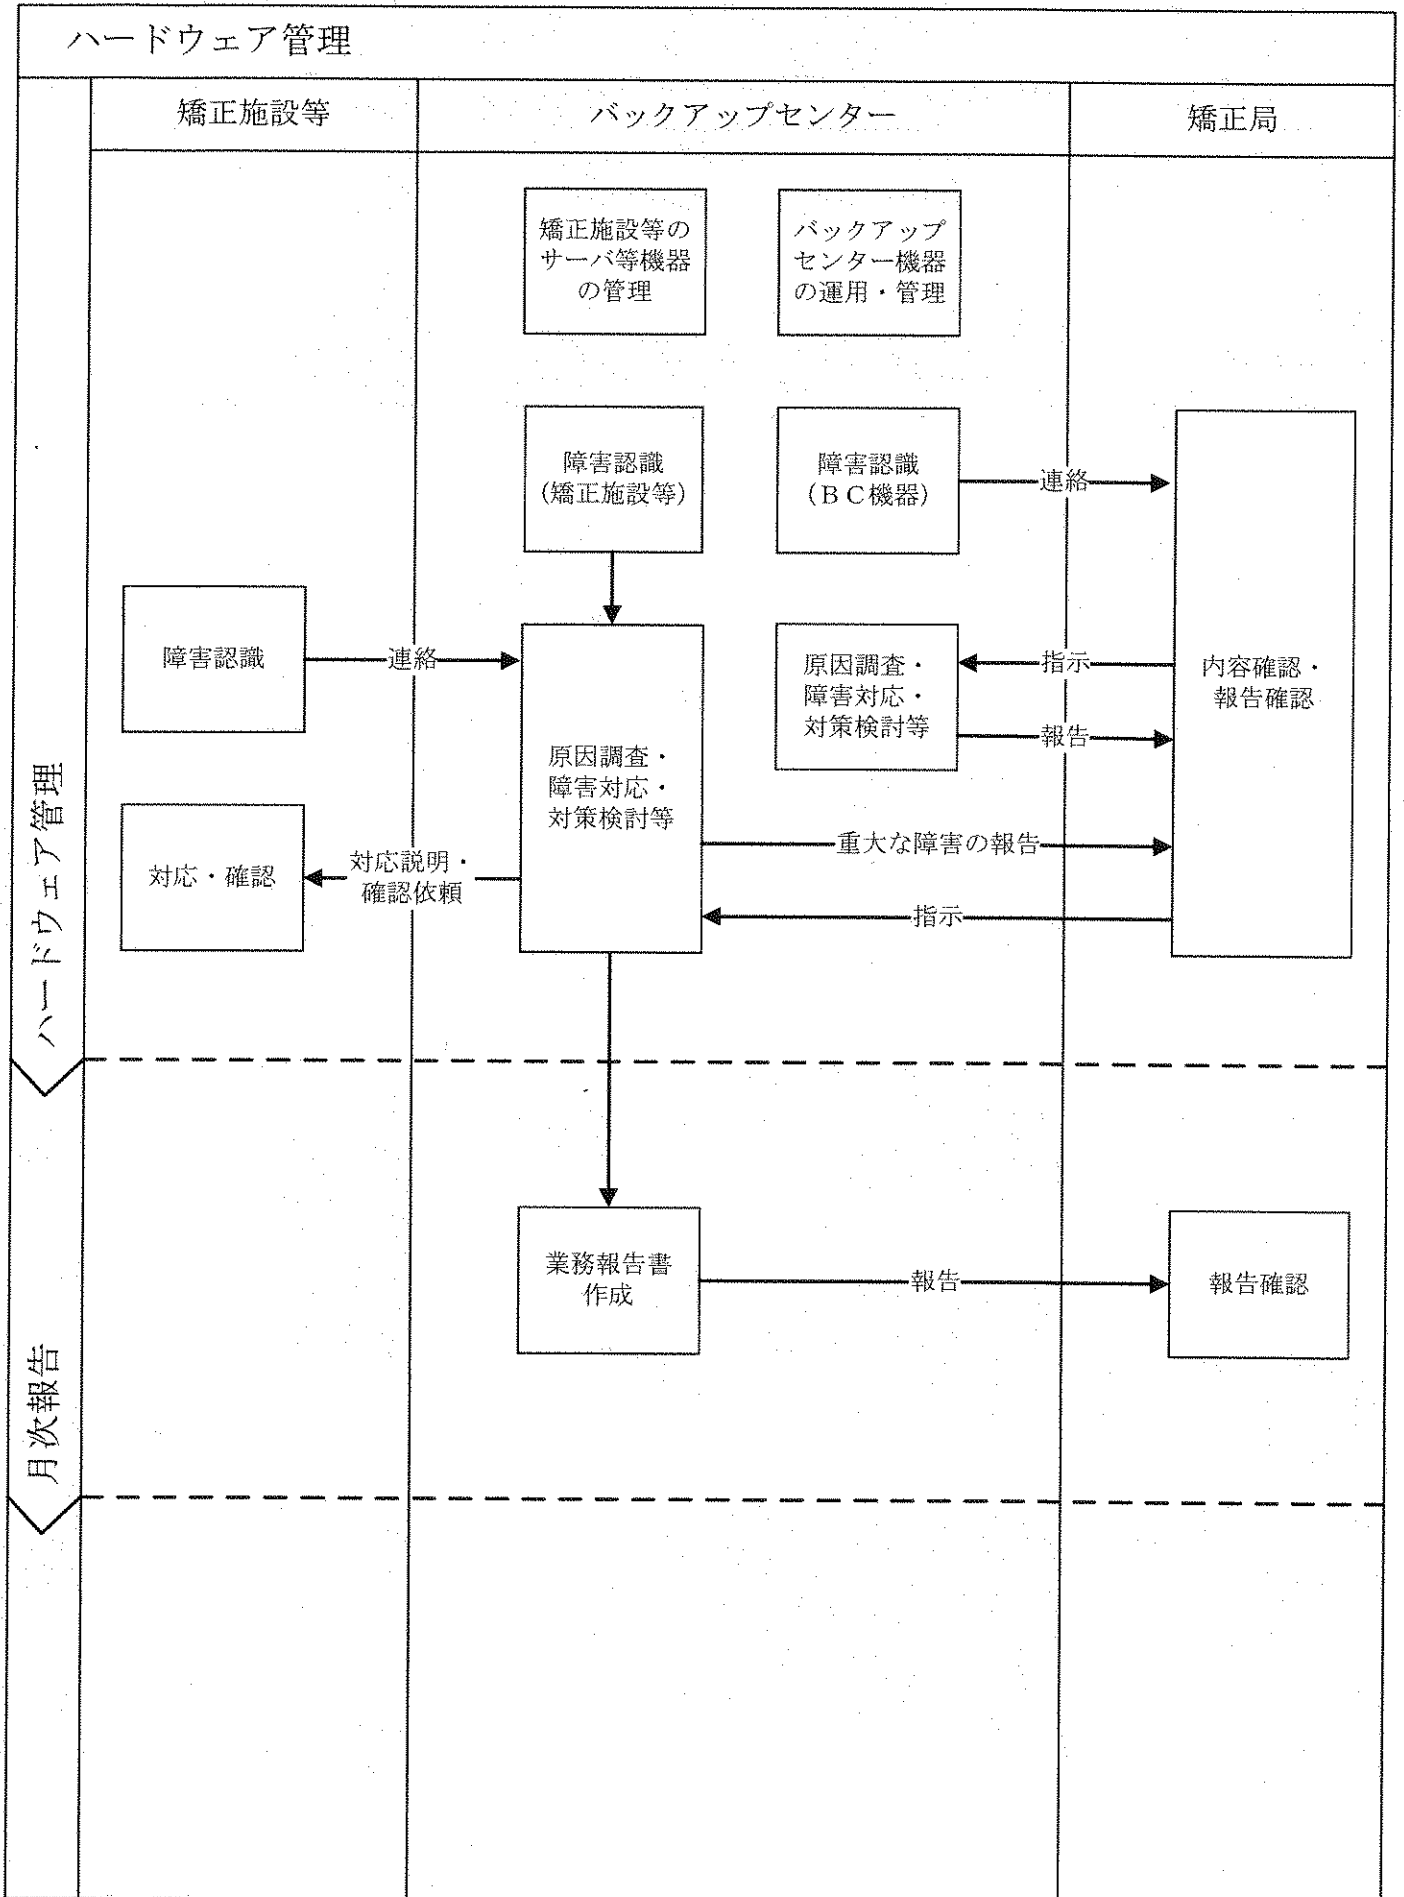 ハードウェア管理
矯正施設等
バックアップセンター
矯正局
矯正施設等の
サーバ等機器
の管理
バックアップ
センター機器
の運用・管理
障害認識
(矯正施設等)
障害認識
(ＢＣ機器)
連絡
障害認識
連絡
原因調査・
障害対応・
対策検討等
原因調査・
障害対応・
対策検討等
指示
報告
内容確認・
報告確認
対応・確認
対応説明・
確認依頼
重大な障害の報告
指示
ハードウェア管理
業務報告書
作成
報告
報告確認
月次報告